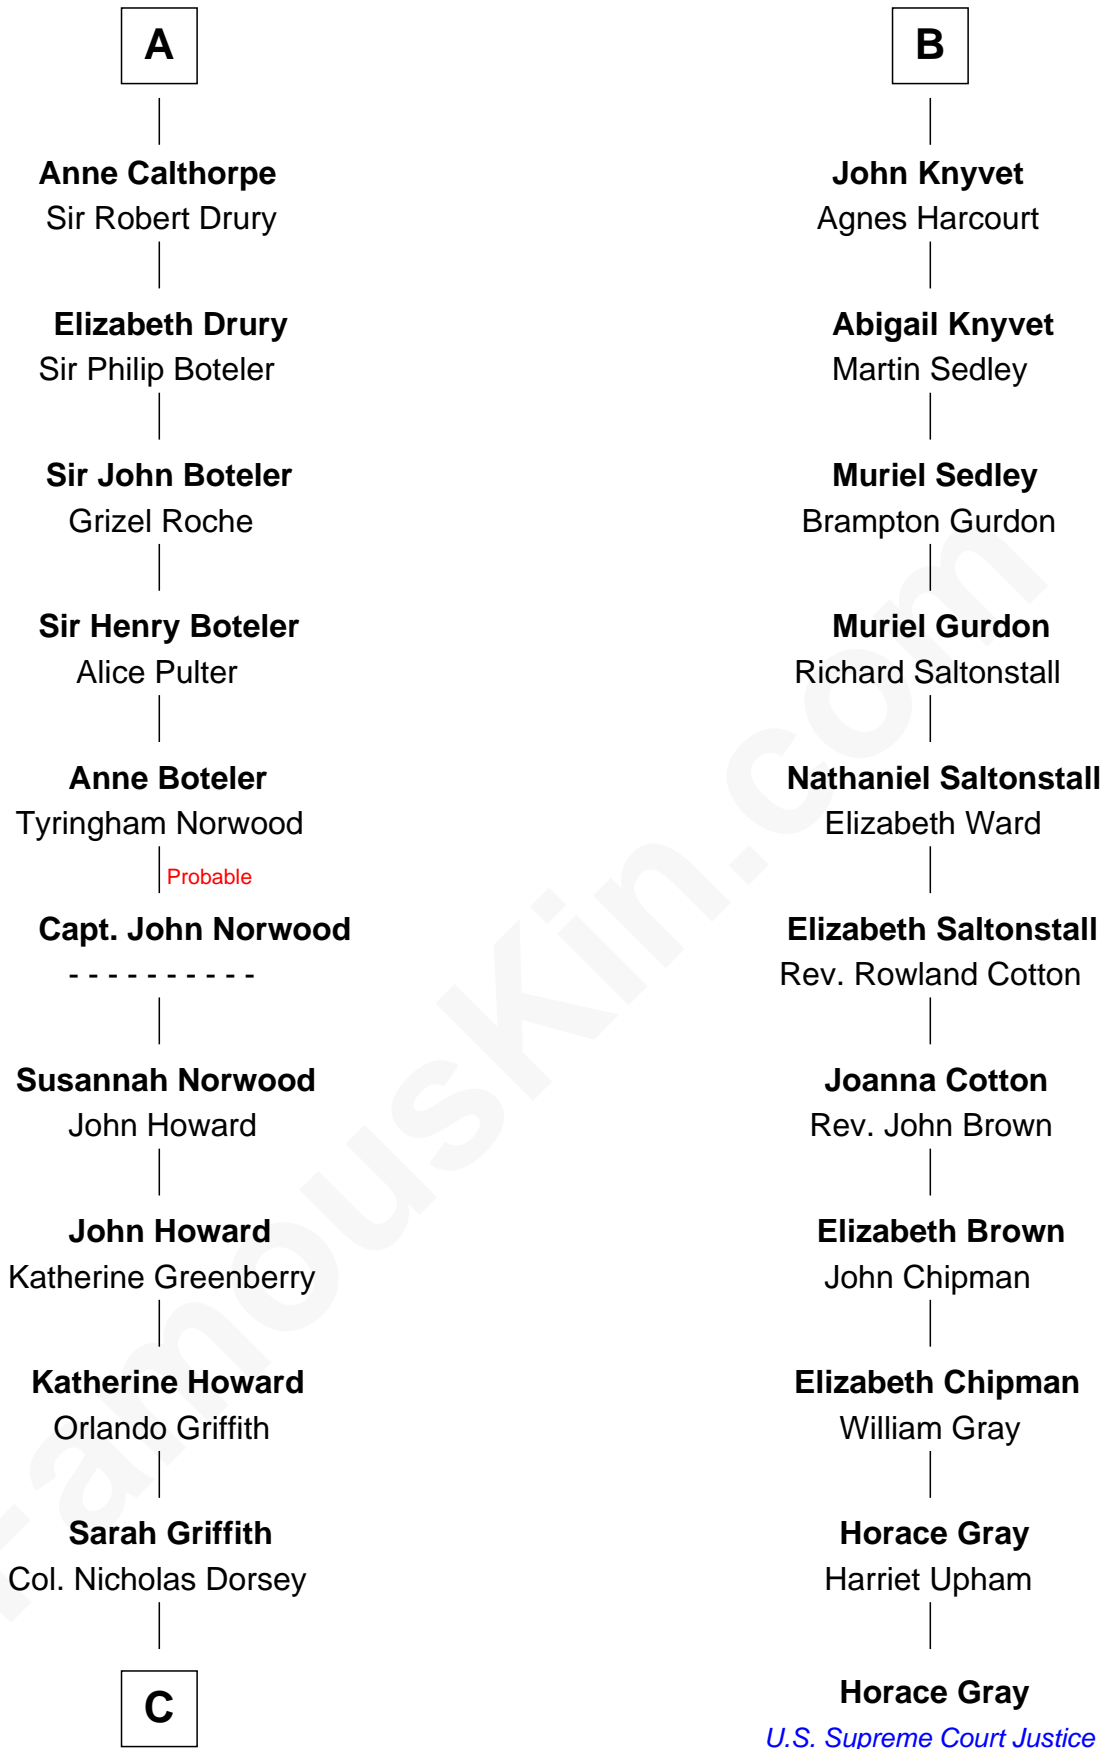 A
Anne Calthorpe
Sir Robert Drury
Elizabeth Drury
Sir Philip Boteler
Sir John Boteler
Grizel Roche
Sir Henry Boteler
Alice Pulter
Anne Boteler
Tyringham Norwood
Probable
Capt. John Norwood
- - - - - - - - - -
Susannah Norwood
John Howard
John Howard
Katherine Greenberry
Katherine Howard
Orlando Griffith
Sarah Griffith
Col. Nicholas Dorsey
C
B
John Knyvet
Agnes Harcourt
Abigail Knyvet
Martin Sedley
Muriel Sedley
Brampton Gurdon
Muriel Gurdon
Richard Saltonstall
Nathaniel Saltonstall
Elizabeth Ward
Elizabeth Saltonstall
Rev. Rowland Cotton
Joanna Cotton
Rev. John Brown
Elizabeth Brown
John Chipman
Elizabeth Chipman
William Gray
Horace Gray
Harriet Upham
Horace Gray
U.S. Supreme Court Justice
FamousKin.com